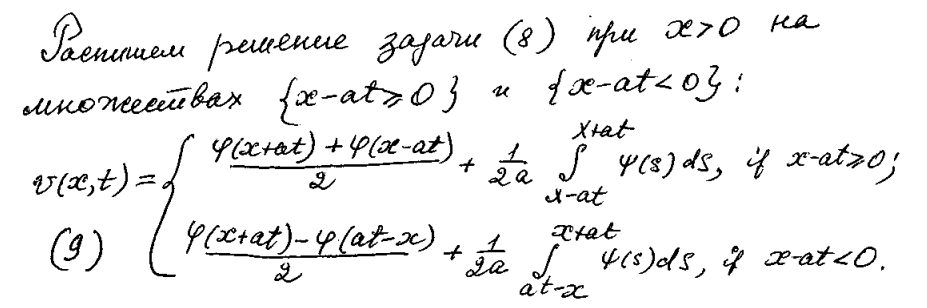 Распишем решение задачи (8) при x>0 на
множествах {x-at≥0} и {x-at<0}:
v(x,t) = { (φ(x+at)+φ(x-at))/2 + 1/(2a) ∫_{x-at}^{x+at} ψ(s)ds, if x-at≥0;
(9) (φ(x+at)-φ(at-x))/2 + 1/(2a) ∫_{at-x}^{x+at} ψ(s)ds, if x-at<0.